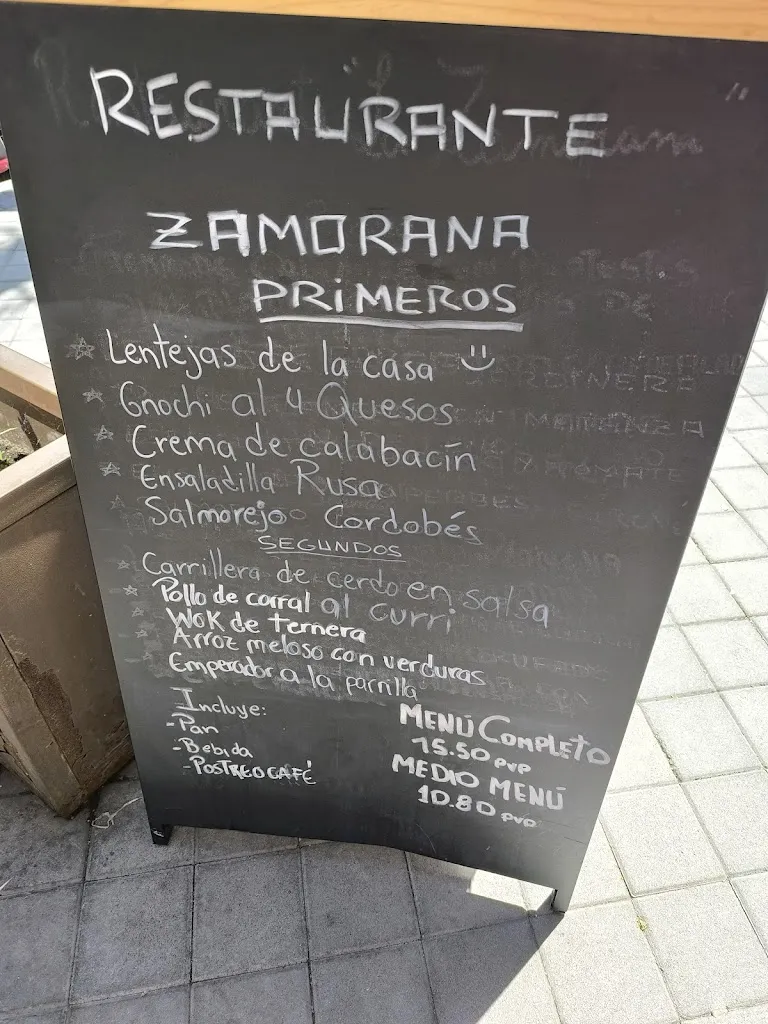 RESTAURANTE
ZAMORANA
PRIMEROS
Lentejas de la casa
Gnochi al 4 Quesos
Crema de calabacín
Ensaladilla Rusa
Salmorejo Cordobés
SEGUNDOS
Carrillera de cerdo en salsa
Pollo de corral al curri
Wok de ternera
Arroz meloso con verduras
Emperador a la parrilla
Incluye:
-Pan
-Bebida
-POSTRE O CAFÉ
MENÚ COMPLETO
15.50 PVP
MEDIO MENÚ
10.80 PVP